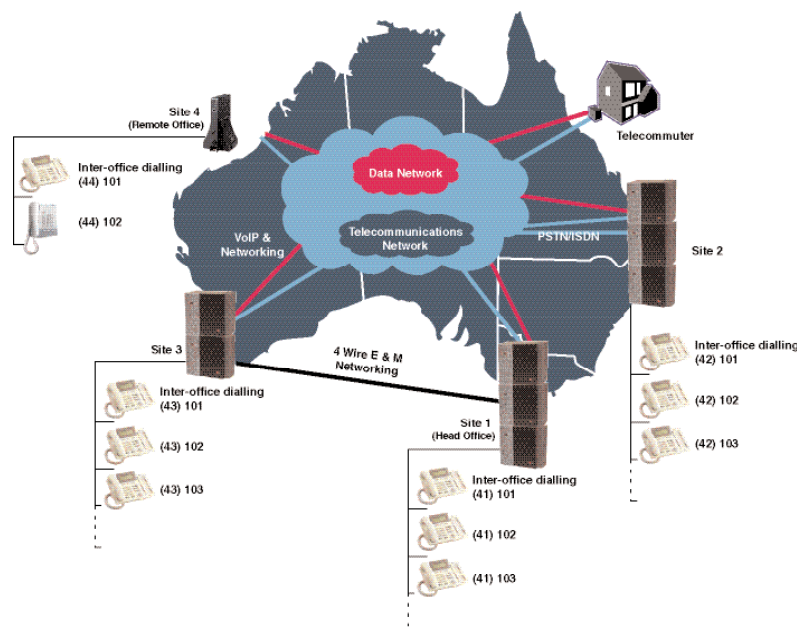 Site 4
(Remote Office)
Telecommuter
Inter-office dialling
(44) 101
(44) 102
Data Network
VoIP &
Networking
Telecommunications
Network
PSTN/ISDN
Site 2
Inter-office dialling
(42) 101
(42) 102
(42) 103
Site 3
4 Wire E & M
Networking
Inter-office dialling
(43) 101
(43) 102
(43) 103
Site 1
(Head Office)
Inter-office dialling
(41) 101
(41) 102
(41) 103